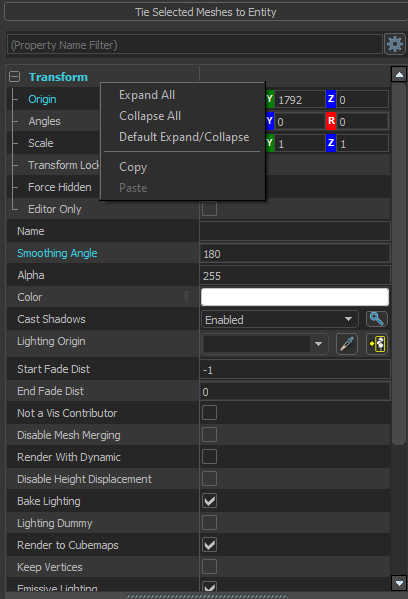 Tie Selected Meshes to Entity
(Property Name Filter)
Transform
Origin Y 1792 Z 0
Angles Y 0 R 0
Scale Y 1 Z 1
Transform Lock
Force Hidden
Editor Only
Expand All
Collapse All
Default Expand/Collapse
Copy
Paste
Name
Smoothing Angle 180
Alpha 255
Color
Cast Shadows Enabled
Lighting Origin
Start Fade Dist -1
End Fade Dist 0
Not a Vis Contributor
Disable Mesh Merging
Render With Dynamic
Disable Height Displacement
Bake Lighting
Lighting Dummy
Render to Cubemaps
Keep Vertices
Emissive Lighting